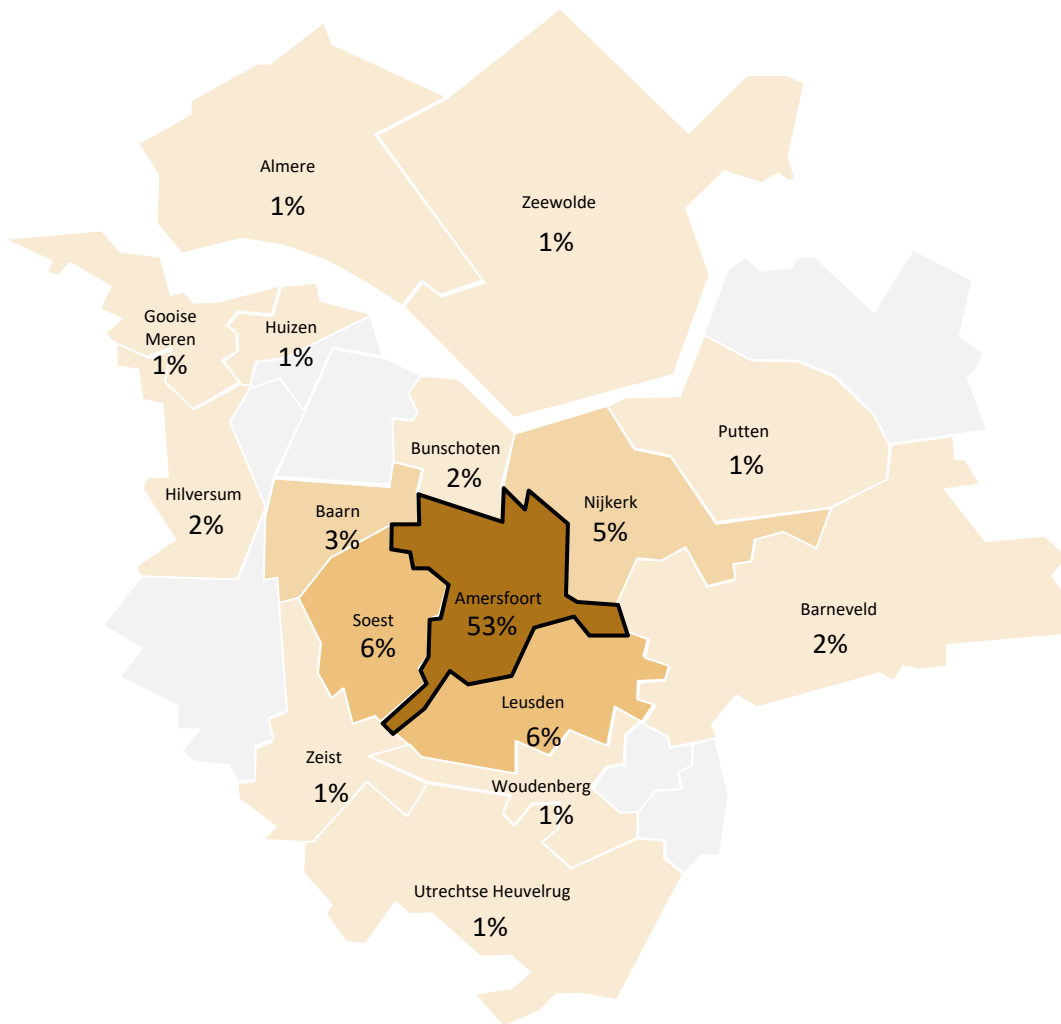 Almere
1%
Zeewolde
1%
Gooise
Meren
1%
Huizen
1%
Putten
1%
Bunschoten
2%
Hilversum
2%
Baarn
3%
Nijkerk
5%
Amersfoort
53%
Barneveld
2%
Soest
6%
Leusden
6%
Zeist
1%
Woudenberg
1%
Utrechtse Heuvelrug
1%